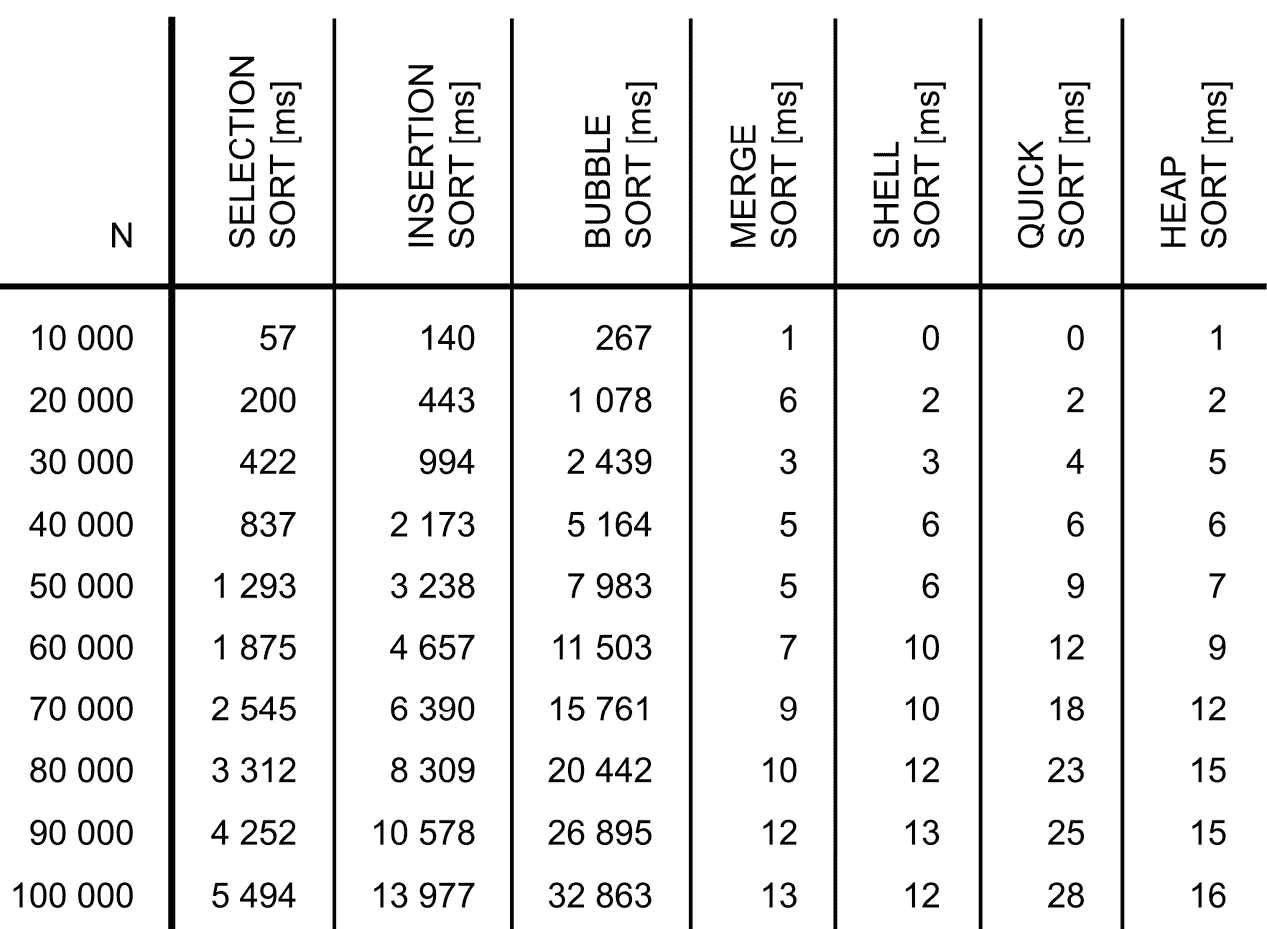 N SELECTION SORT [ms] INSERTION SORT [ms] BUBBLE SORT [ms] MERGE SORT [ms] SHELL SORT [ms] QUICK SORT [ms] HEAP SORT [ms]
10 000 57 140 267 1 0 0 1
20 000 200 443 1 078 6 2 2 2
30 000 422 994 2 439 3 3 4 5
40 000 837 2 173 5 164 5 6 6 6
50 000 1 293 3 238 7 983 5 6 9 7
60 000 1 875 4 657 11 503 7 10 12 9
70 000 2 545 6 390 15 761 9 10 18 12
80 000 3 312 8 309 20 442 10 12 23 15
90 000 4 252 10 578 26 895 12 13 25 15
100 000 5 494 13 977 32 863 13 12 28 16